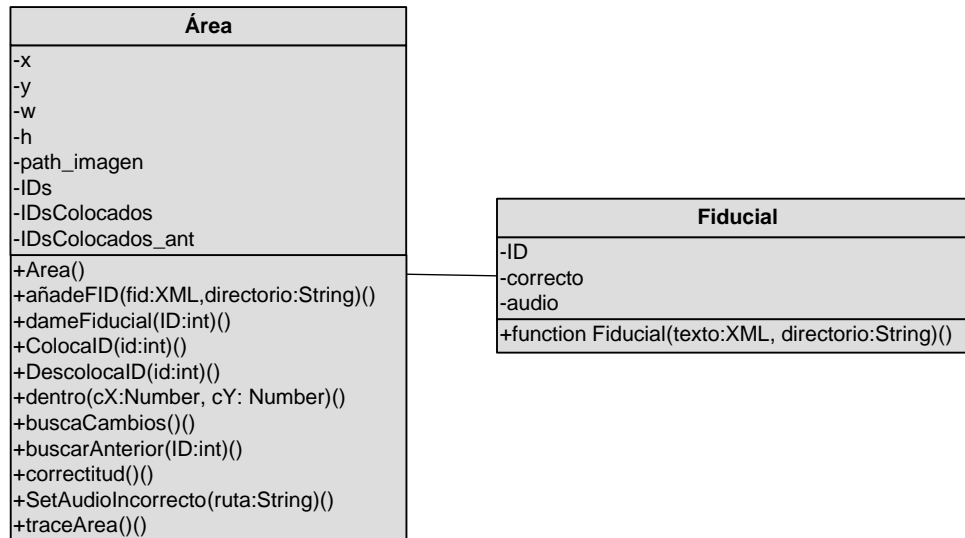 Área
-x
-y
-w
-h
-path_imagen
-IDs
-IDsColocados
-IDsColocados_ant
+Area()
+añadeFID(fid:XML,directorio:String)()
+dameFiducial(ID:int)()
+ColocaID(id:int)()
+DescolocaID(id:int)()
+dentro(cX:Number, cY: Number)()
+buscaCambios()()
+buscarAnterior(ID:int)()
+correctitud()()
+SetAudioIncorrecto(ruta:String)()
+traceArea()()
Fiducial
-ID
-correcto
-audio
+function Fiducial(texto:XML, directorio:String)()